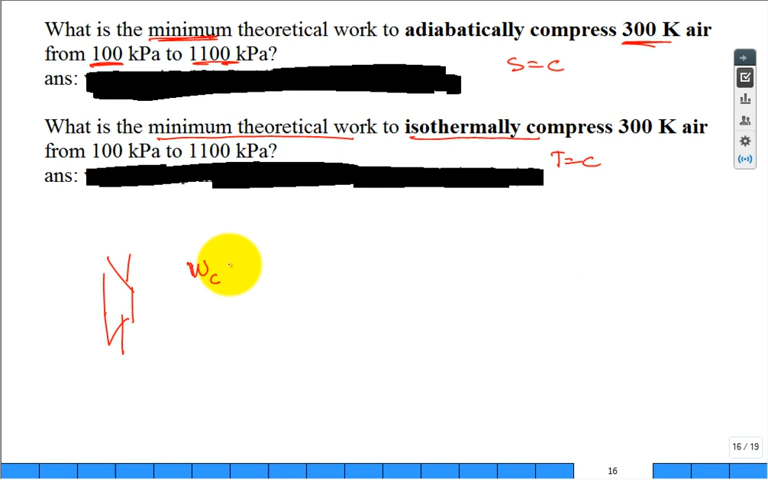 What is the minimum theoretical work to adiabatically compress 300 K air
from 100 kPa to 1100 kPa?
S=C
ans:
What is the minimum theoretical work to isothermally compress 300 K air
from 100 kPa to 1100 kPa?
T=C
ans:
Wc
16 / 19
16